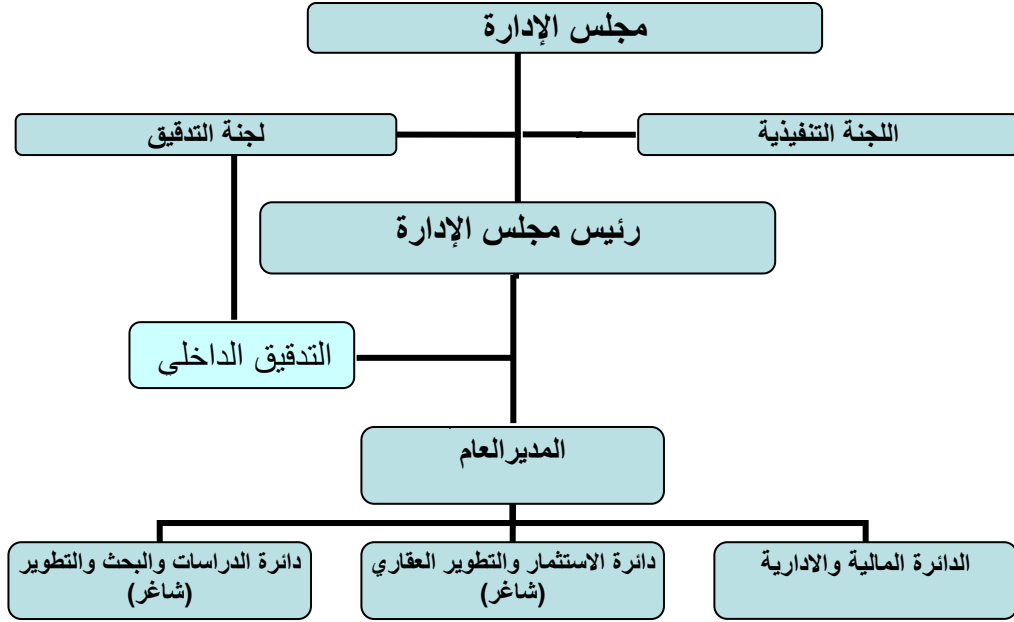 مجلس الإدارة
اللجنة التنفيذية
لجنة التدقيق
رئيس مجلس الإدارة
التدقيق الداخلي
المديرالعام
الدائرة المالية والادارية
دائرة الاستثمار والتطوير العقاري
(شاغر)
دائرة الدراسات والبحث والتطوير
(شاغر)